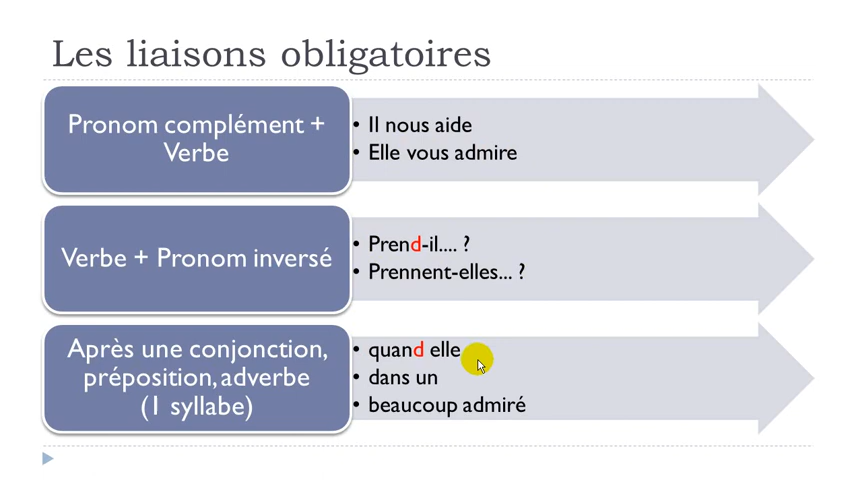 Les liaisons obligatoires
Pronom complément +
Verbe
• Il nous aide
• Elle vous admire
Verbe + Pronom inversé
• Prend-il.... ?
• Prennent-elles... ?
Après une conjonction,
préposition, adverbe
(1 syllabe)
• quand elle
• dans un
• beaucoup admiré